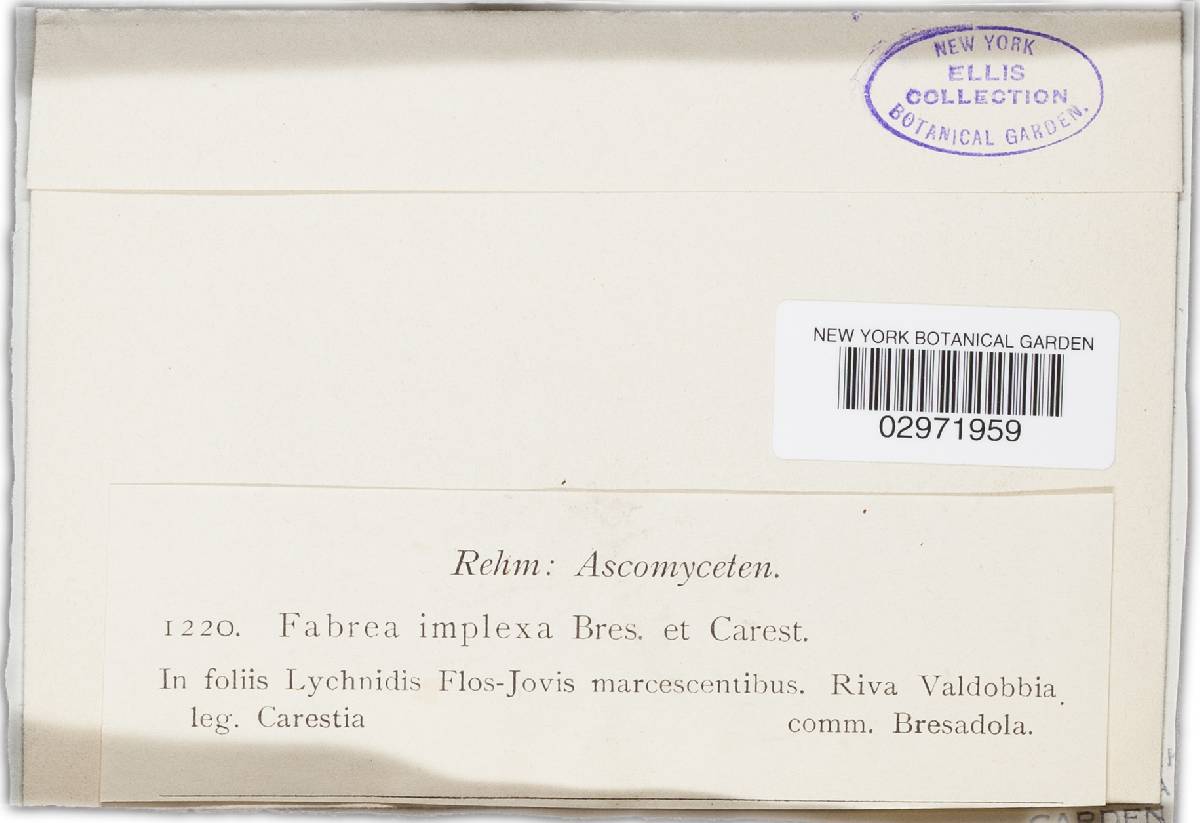 NEW YORK
ELLIS
COLLECTION
BOTANICAL GARDEN.
NEW YORK BOTANICAL GARDEN
02971959
Rehm: Ascomyceten.
1220. Fabrea implexa Bres. et Carest.
In foliis Lychnidis Flos-Jovis marcescentibus. Riva Valdobbia.
leg. Carestia comm. Bresadola.
GARDEN